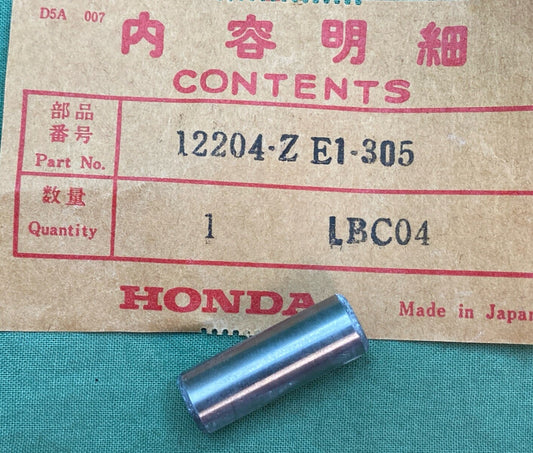 D5A 007
内容明細
CONTENTS
部品
番号
Part No.
12204-Z E1-305
数量
Quantity
1 LBC04
HONDA
Made in Japan